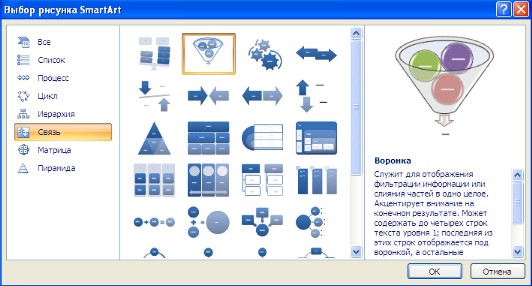 Выбор рисунка SmartArt
Все
Список
Процесс
Цикл
Иерархия
Связь
Матрица
Пирамида
Воронка
Служит для отображения
фильтрации информации или
слияния частей в одно целое.
Акцентирует внимание на
конечном результате. Может
содержать до четырех строк
текста уровня 1; последняя из
этих строк отображается под
воронкой, а остальные
ОК
Отмена